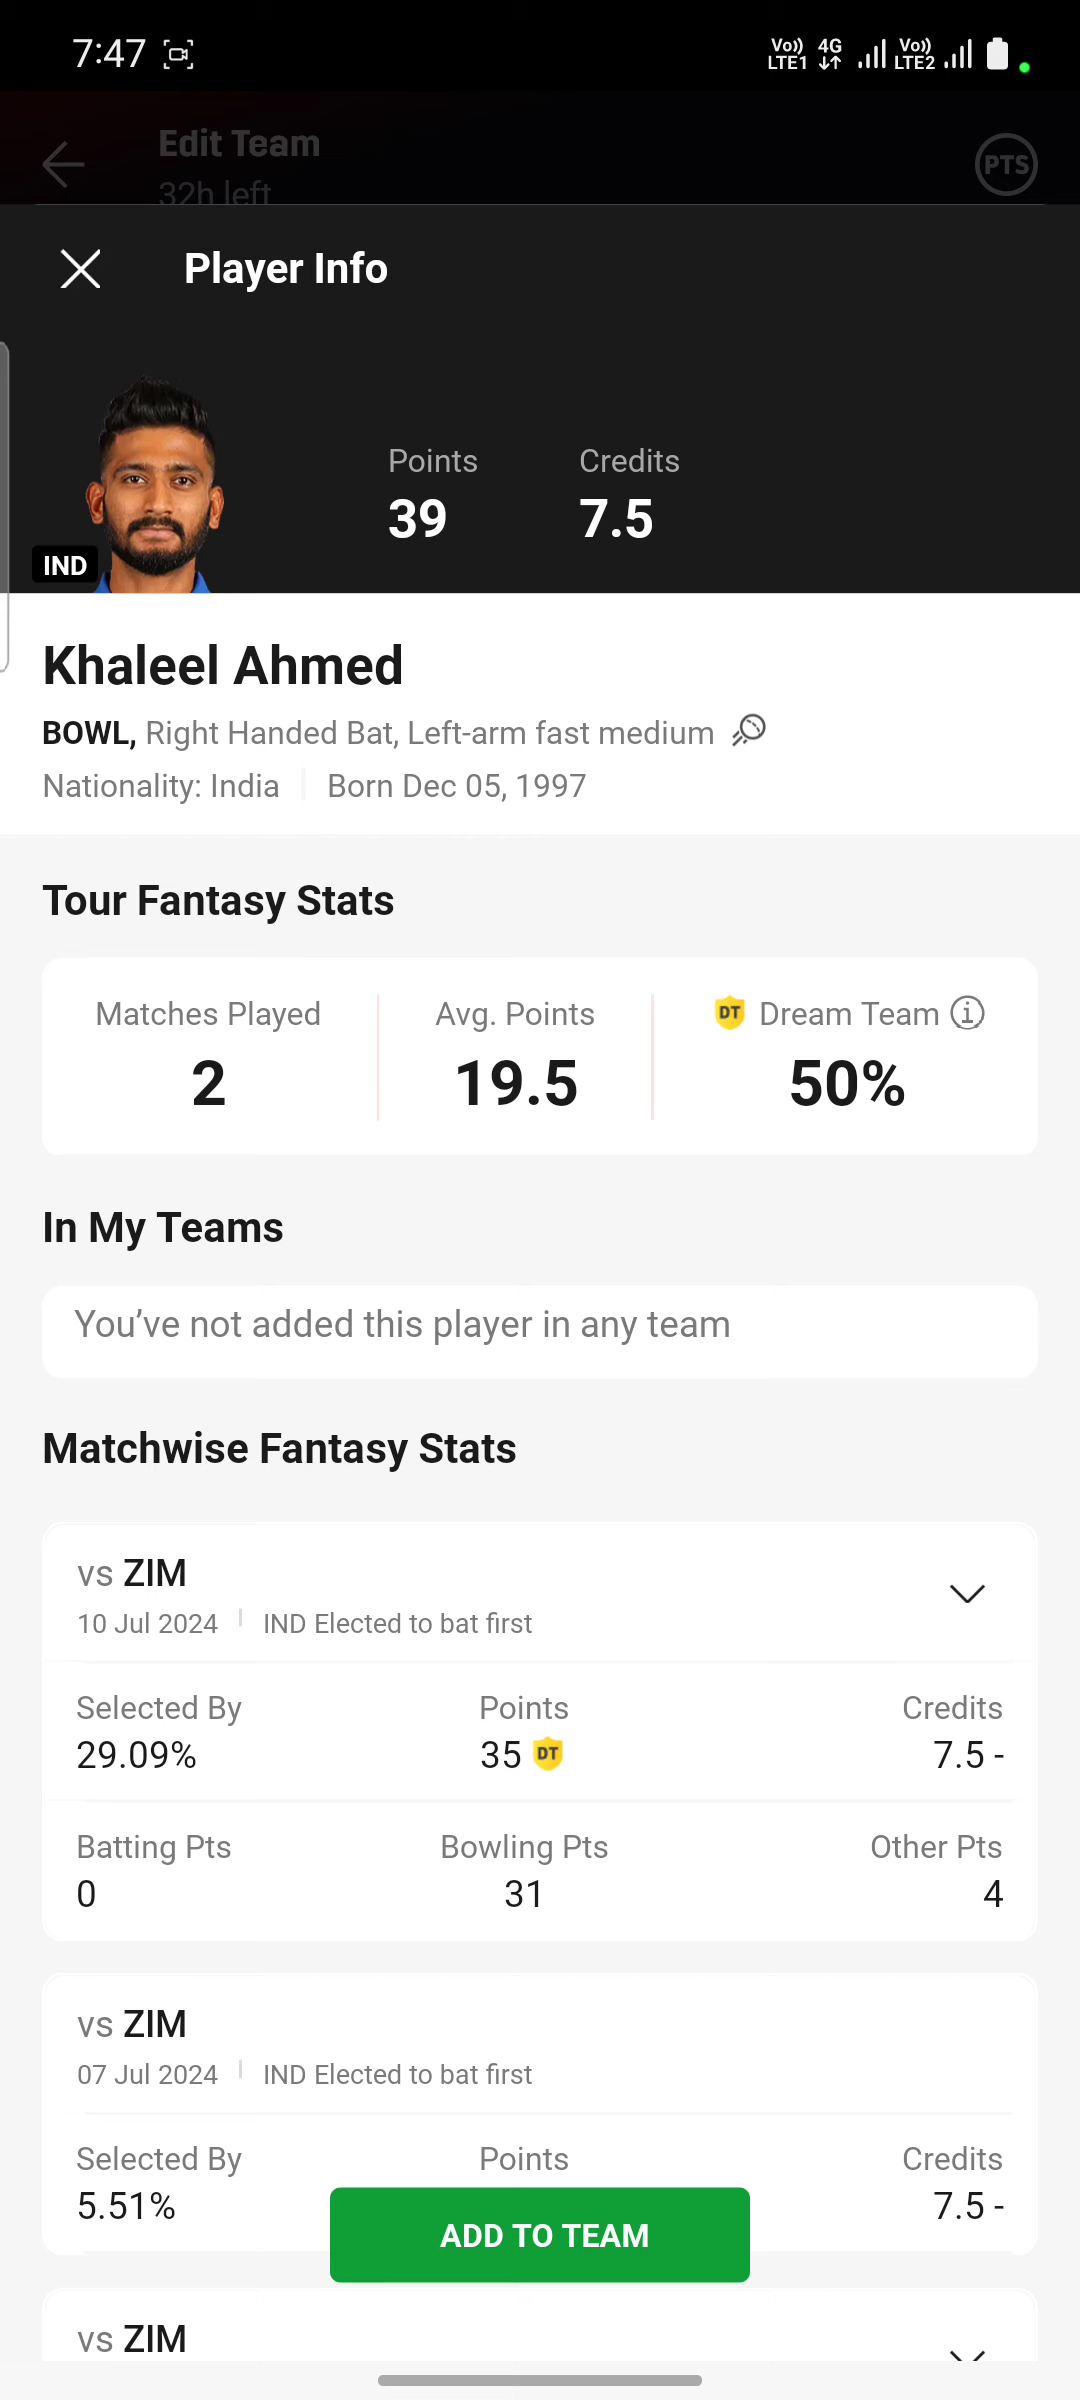 7:47
Vo)) LTE1 4G Vo)) LTE2
Edit Team
PTS
32h left
Player Info
Points Credits
39 7.5
IND
Khaleel Ahmed
BOWL, Right Handed Bat, Left-arm fast medium
Nationality: India Born Dec 05, 1997
Tour Fantasy Stats
Matches Played Avg. Points DT Dream Team
2 19.5 50%
In My Teams
You’ve not added this player in any team
Matchwise Fantasy Stats
vs ZIM
10 Jul 2024 IND Elected to bat first
Selected By Points Credits
29.09% 35 DT 7.5 -
Batting Pts Bowling Pts Other Pts
0 31 4
vs ZIM
07 Jul 2024 IND Elected to bat first
Selected By Points Credits
5.51% 7.5 -
ADD TO TEAM
vs ZIM